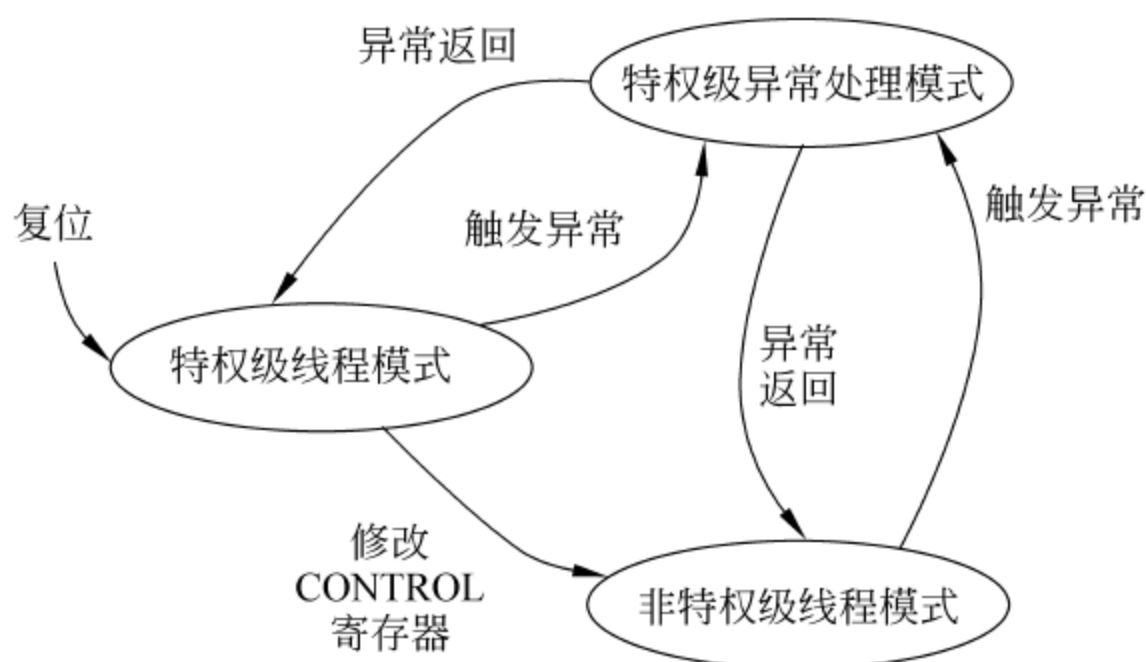 异常返回
特权级异常处理模式
复位
触发异常
触发异常
特权级线程模式
异常
返回
修改
CONTROL
寄存器
非特权级线程模式